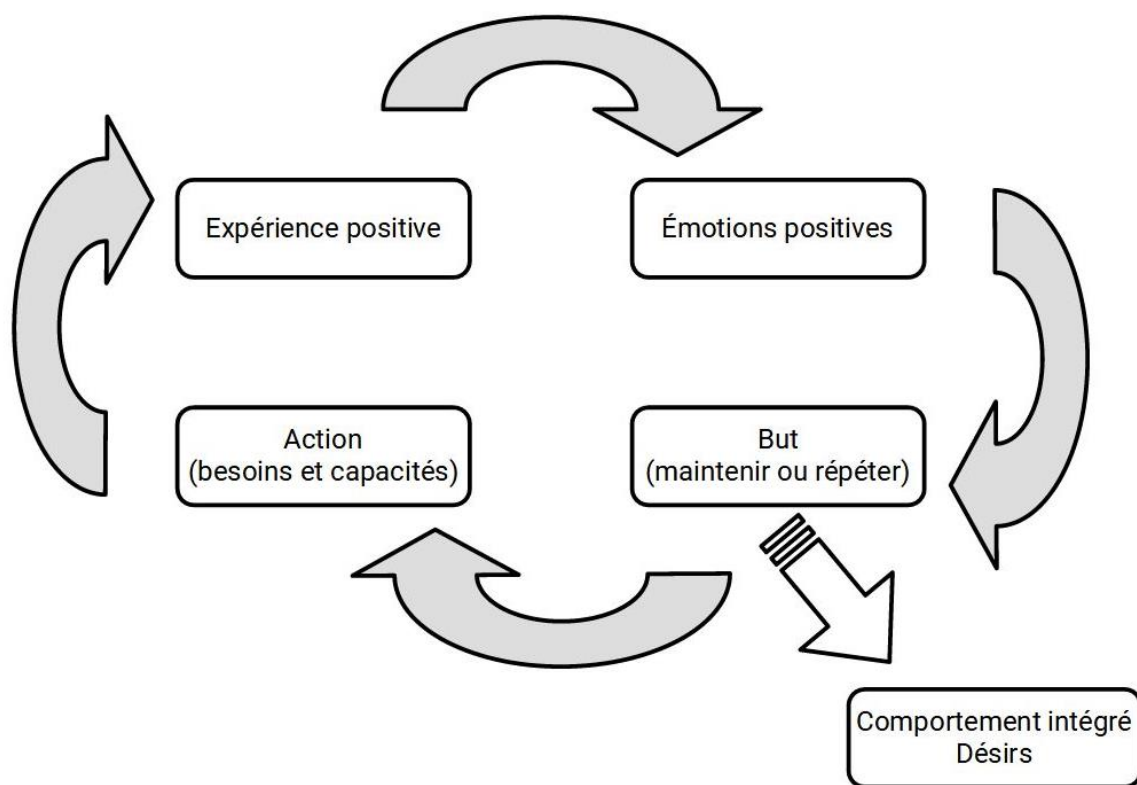 Expérience positive
Émotions positives
Action
(besoins et capacités)
But
(maintenir ou répéter)
Comportement intégré
Désirs